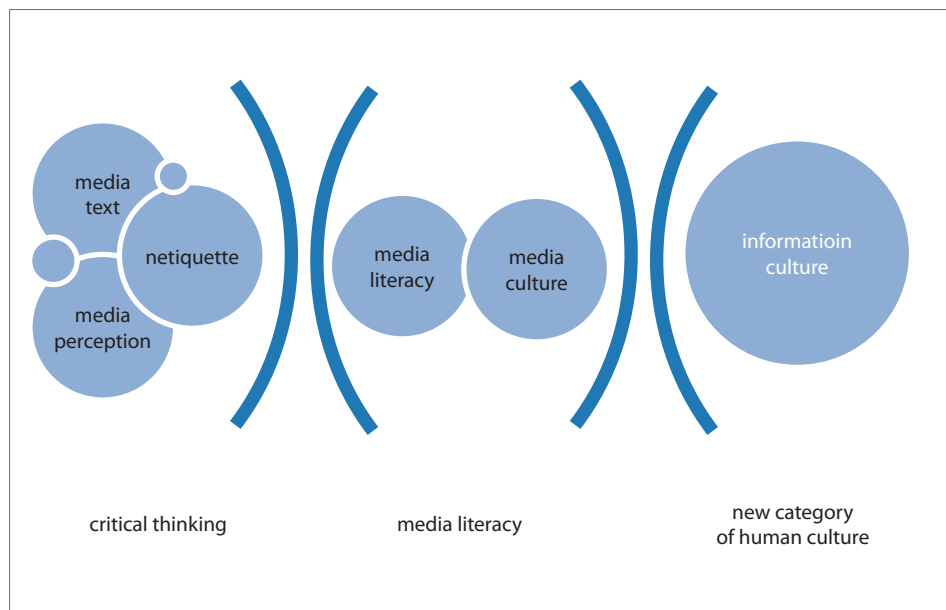 media
text
netiquette
media
perception
media
literacy
media
culture
informatioin
culture
critical thinking
media literacy
new category
of human culture